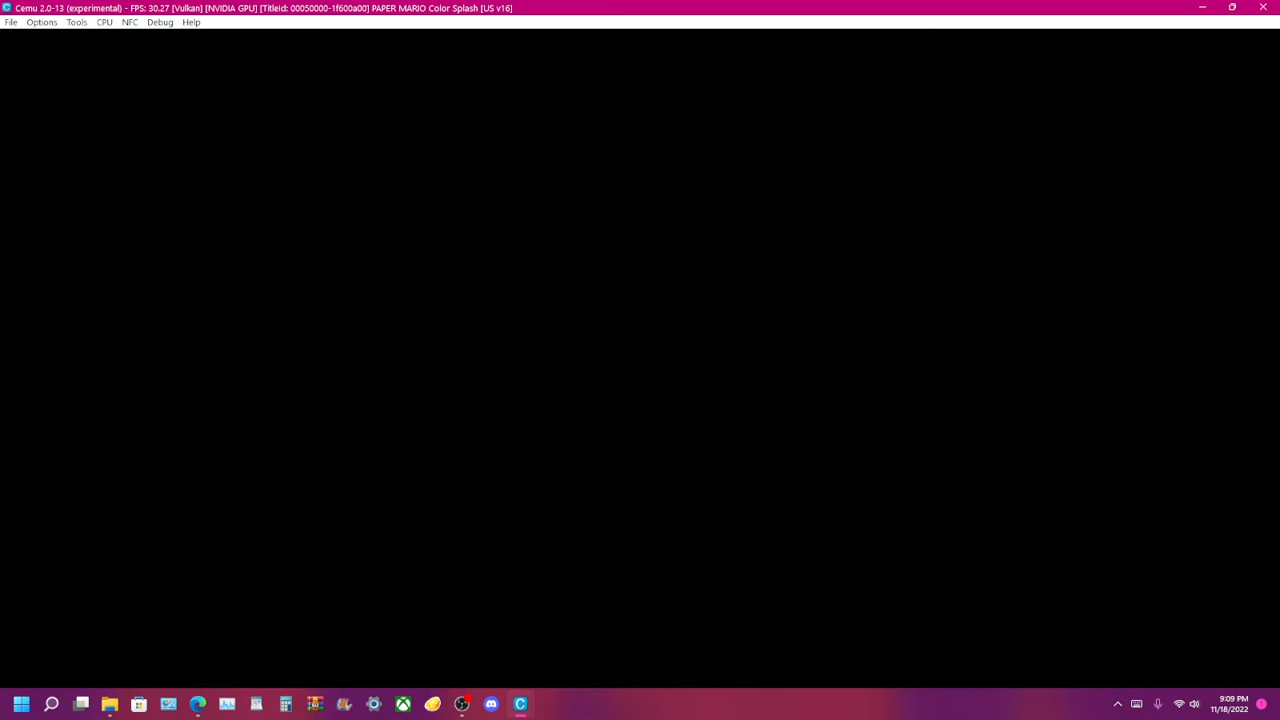 Cemu 2.0-13 (experimental) - FPS: 30.27 [Vulkan] [NVIDIA GPU] [TitleId: 00050000-1f600a00] PAPER MARIO Color Splash [US v16]
File Options Tools CPU NFC Debug Help
9:09 PM
11/18/2022